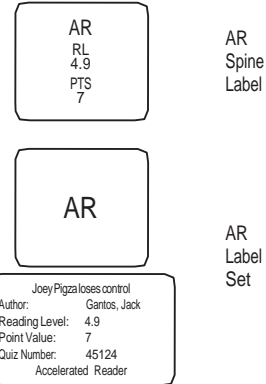 AR
RL
4.9
PTS
7
AR
Spine
Label
AR
AR
Label
Set
Joey Pigza loses control
Author: Gantos, Jack
Reading Level: 4.9
Point Value: 7
Quiz Number: 45124
Accelerated Reader